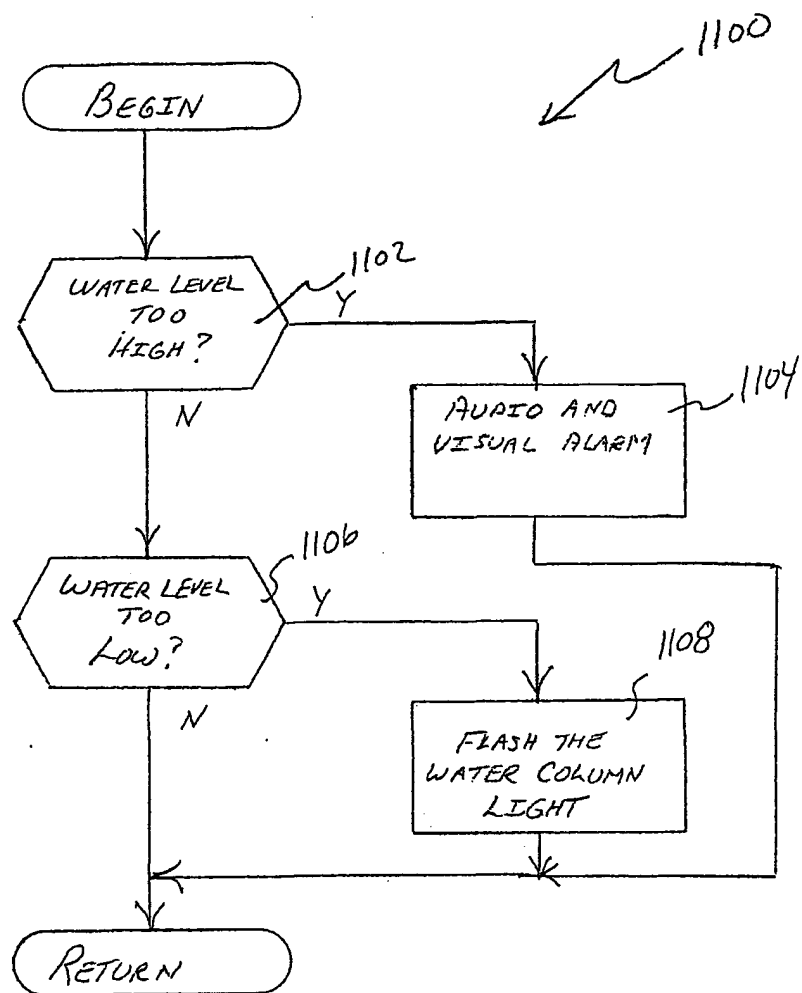 1100
BEGIN
WATER LEVEL
TOO
HIGH?
1102
Y
N
AUDIO AND
VISUAL ALARM
1104
WATER LEVEL
TOO
LOW?
1106
Y
N
FLASH THE
WATER COLUMN
LIGHT
1108
RETURN